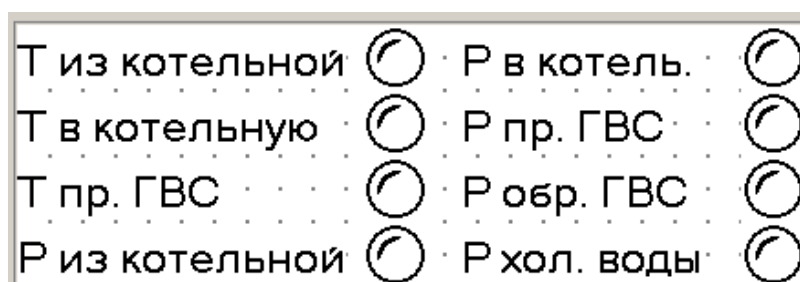 Т из котельной Р в котель.
Т в котельную Р пр. ГВС
Т пр. ГВС Р обр. ГВС
Р из котельной Р хол. воды